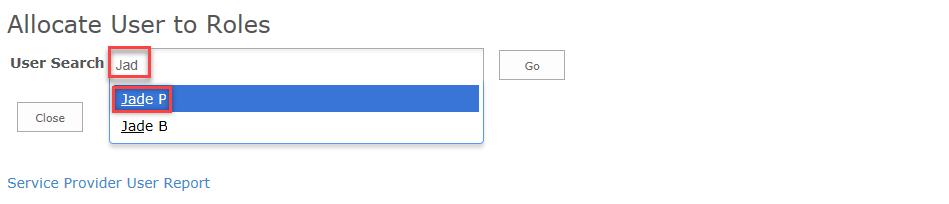 Allocate User to Roles
User Search Jad Go
Jade P
Close
Jade B
Service Provider User Report